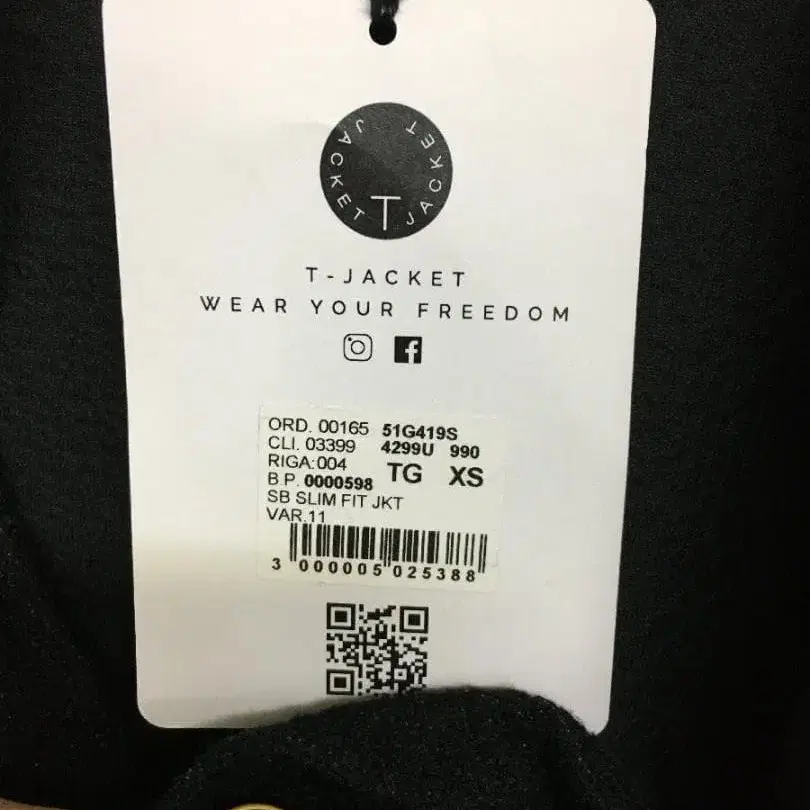 T JACKET T JACKET
T-JACKET
WEAR YOUR FREEDOM
ORD. 00165 51G419S
CLI. 03399 4299U 990
RIGA:004 TG XS
B.P. 0000598
SB SLIM FIT JKT
VAR.11
3 000005 025388